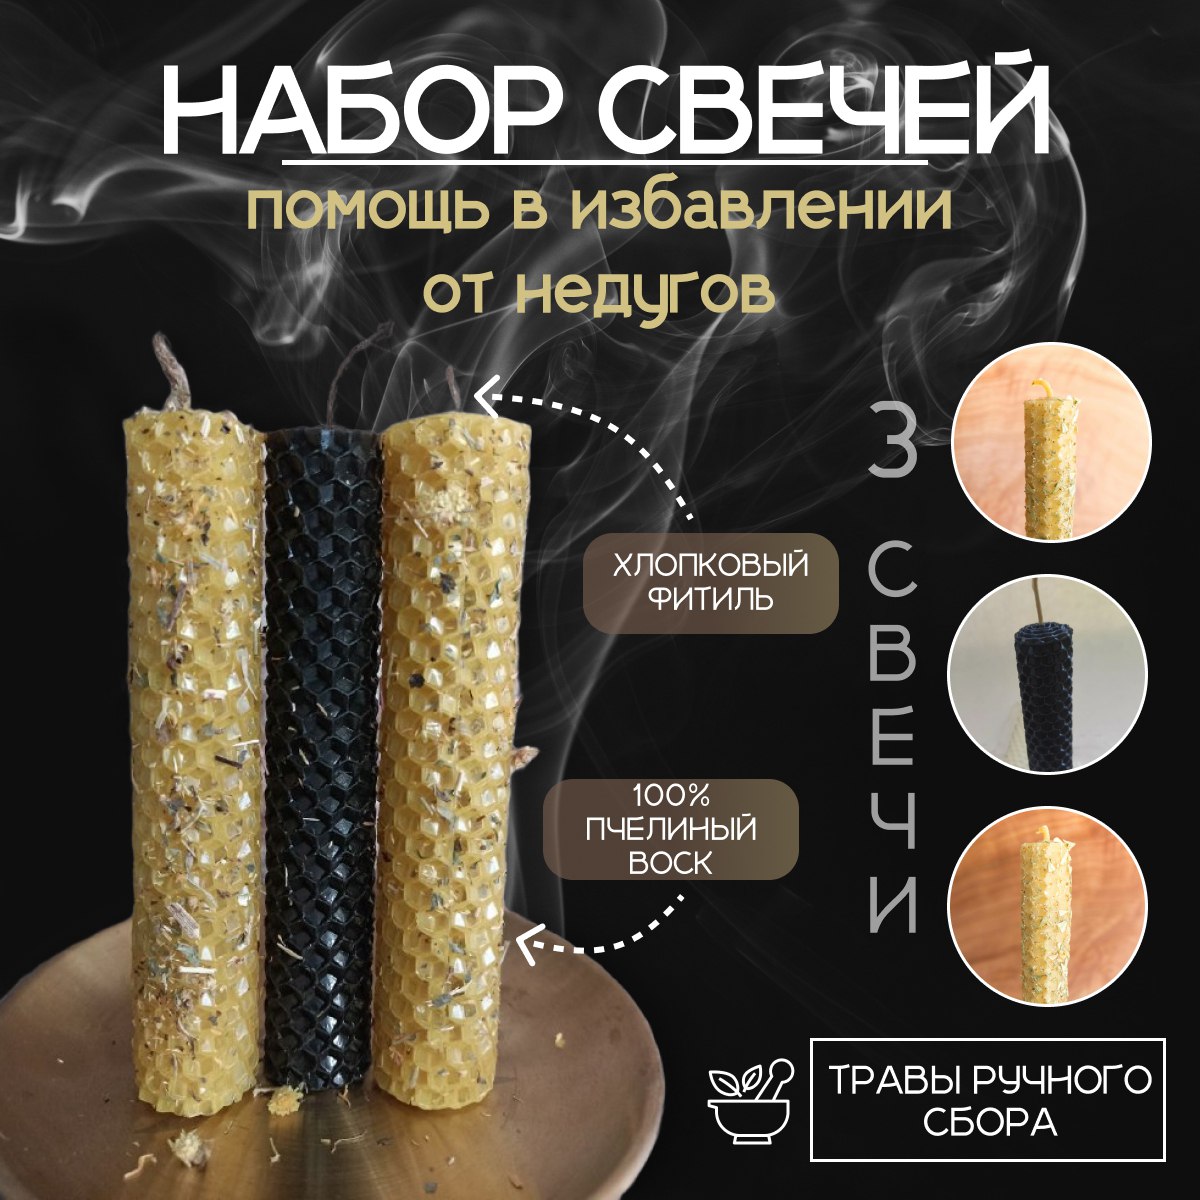 НАБОР СВЕЧЕЙ
помощь в избавлении
от недугов
3 СВЕЧИ
ХЛОПКОВЫЙ
ФИТИЛЬ
100%
ПЧЕЛИНЫЙ
ВОСК
ТРАВЫ РУЧНОГО
СБОРА